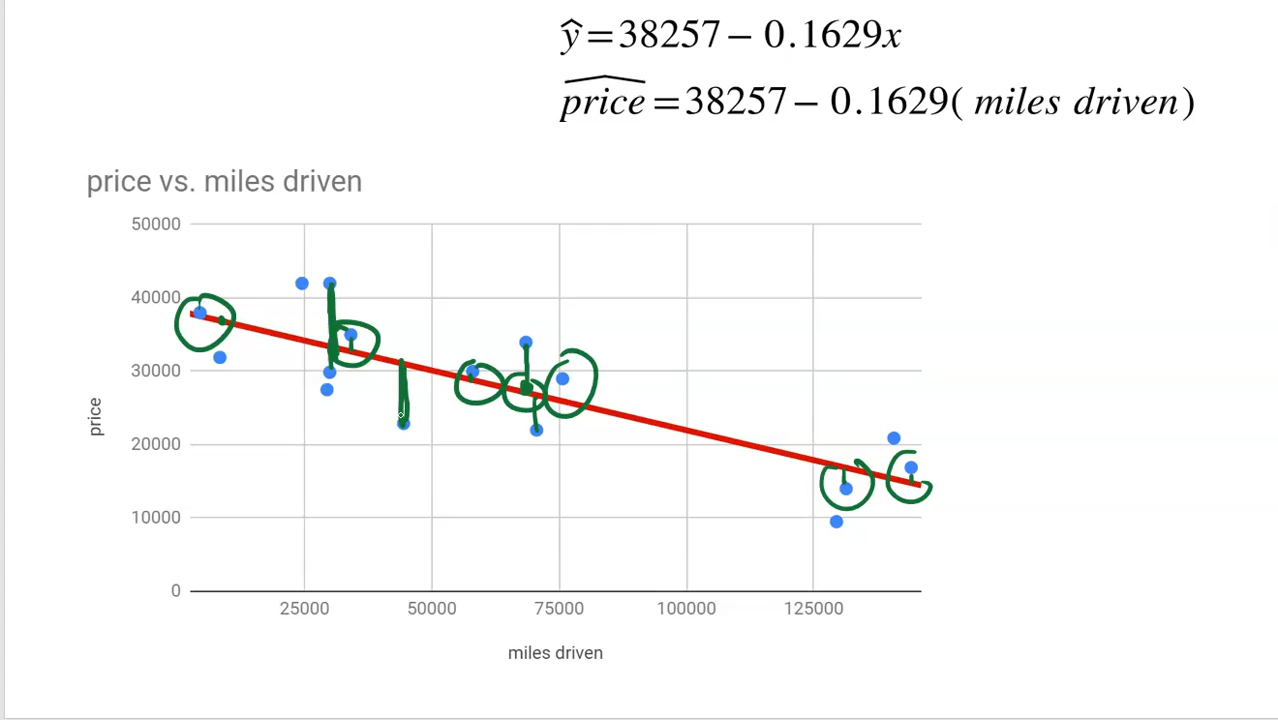 ŷ = 38257 − 0.1629x
price = 38257 − 0.1629( miles driven )
price vs. miles driven
50000
40000
30000
20000
10000
0
price
25000 50000 75000 100000 125000
miles driven